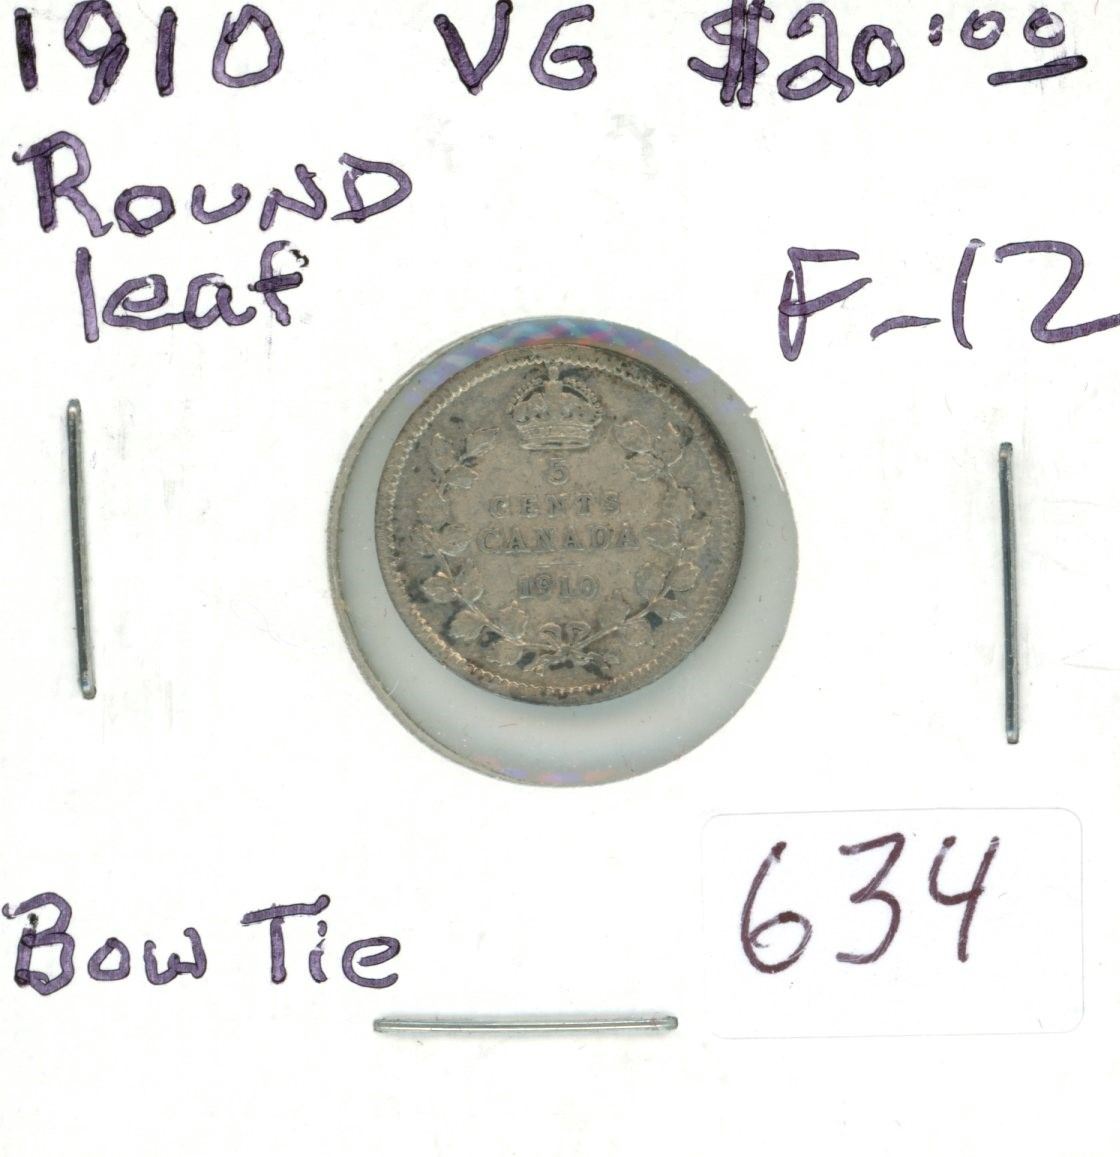 1910 VG $20.00
ROUND
leaf
F-12
5
CENTS
CANADA
1910
Bow Tie
634